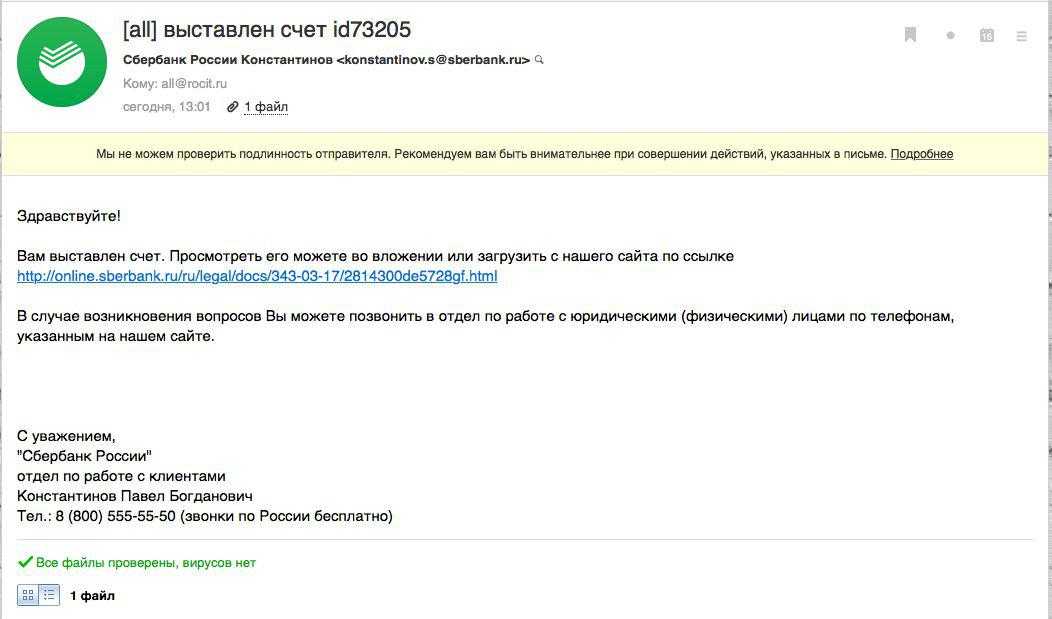 [all] выставлен счет id73205
Сбербанк России Константинов <konstantinov.s@sberbank.ru>
Кому: all@rocit.ru
сегодня, 13:01 1 файл
16
Мы не можем проверить подлинность отправителя. Рекомендуем вам быть внимательнее при совершении действий, указанных в письме. Подробнее
Здравствуйте!
Вам выставлен счет. Просмотреть его можете во вложении или загрузить с нашего сайта по ссылке
http://online.sberbank.ru/ru/legal/docs/343-03-17/2814300de5728gf.html
В случае возникновения вопросов Вы можете позвонить в отдел по работе с юридическими (физическими) лицами по телефонам,
указанным на нашем сайте.
С уважением,
"Сбербанк России"
отдел по работе с клиентами
Константинов Павел Богданович
Тел.: 8 (800) 555-55-50 (звонки по России бесплатно)
Все файлы проверены, вирусов нет
1 файл